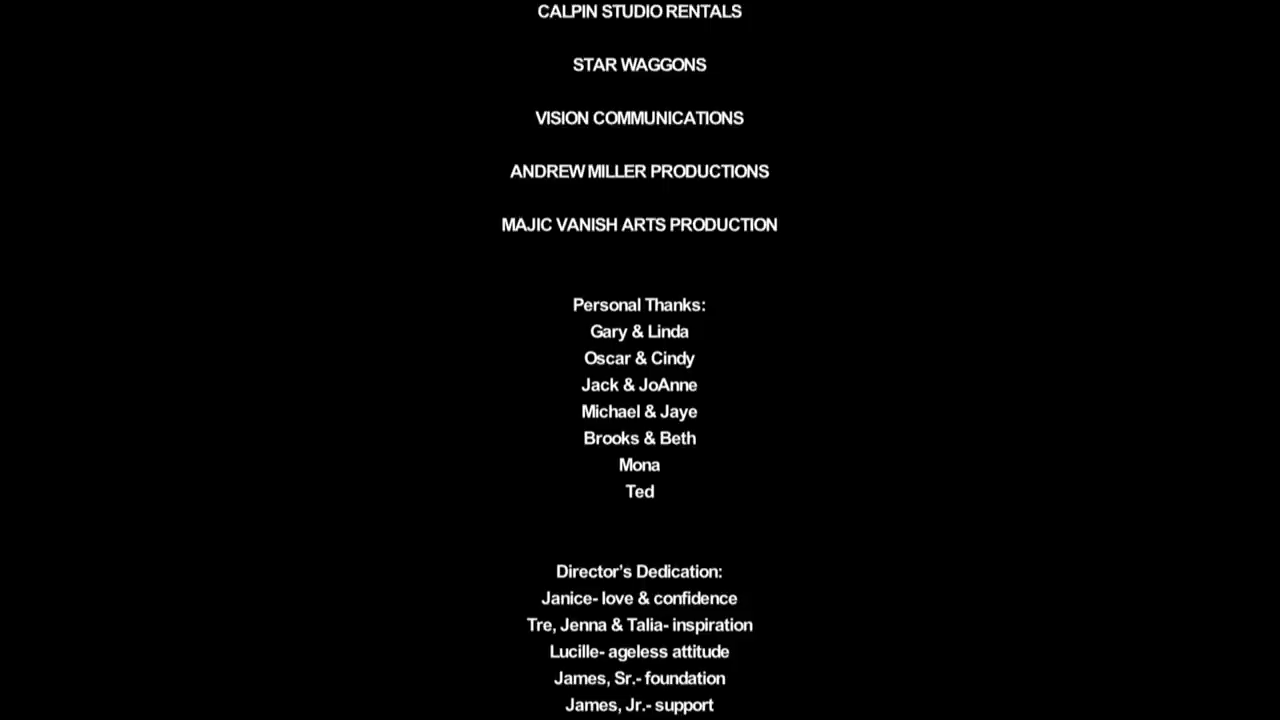 CALPIN STUDIO RENTALS
STAR WAGGONS
VISION COMMUNICATIONS
ANDREW MILLER PRODUCTIONS
MAJIC VANISH ARTS PRODUCTION
Personal Thanks:
Gary & Linda
Oscar & Cindy
Jack & JoAnne
Michael & Jaye
Brooks & Beth
Mona
Ted
Director's Dedication:
Janice- love & confidence
Tre, Jenna & Talia- inspiration
Lucille- ageless attitude
James, Sr.- foundation
James, Jr.- support